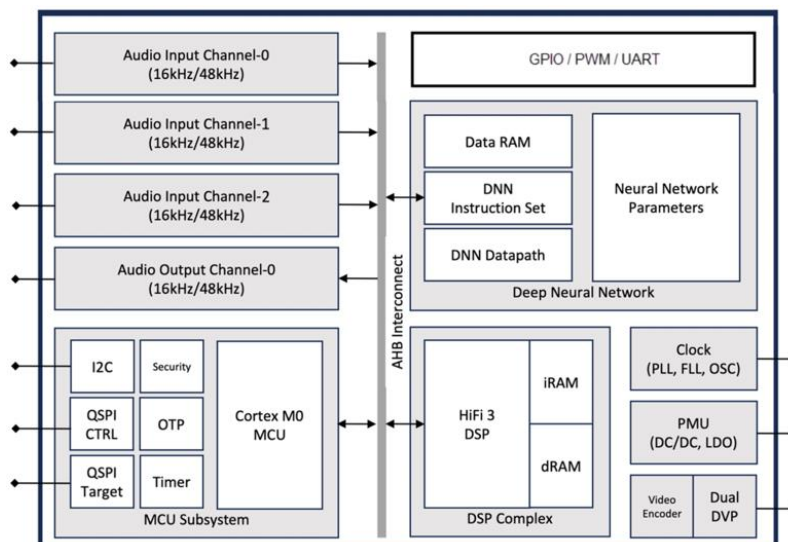 Audio Input Channel-0
(16kHz/48kHz)
Audio Input Channel-1
(16kHz/48kHz)
Audio Input Channel-2
(16kHz/48kHz)
Audio Output Channel-0
(16kHz/48kHz)
I2C
Security
QSPI
CTRL
OTP
QSPI
Target
Timer
Cortex M0
MCU
MCU Subsystem
AHB Interconnect
GPIO / PWM / UART
Data RAM
DNN
Instruction Set
DNN Datapath
Neural Network
Parameters
Deep Neural Network
HiFi 3
DSP
iRAM
dRAM
DSP Complex
Clock
(PLL, FLL, OSC)
PMU
(DC/DC, LDO)
Video
Encoder
Dual
DVP